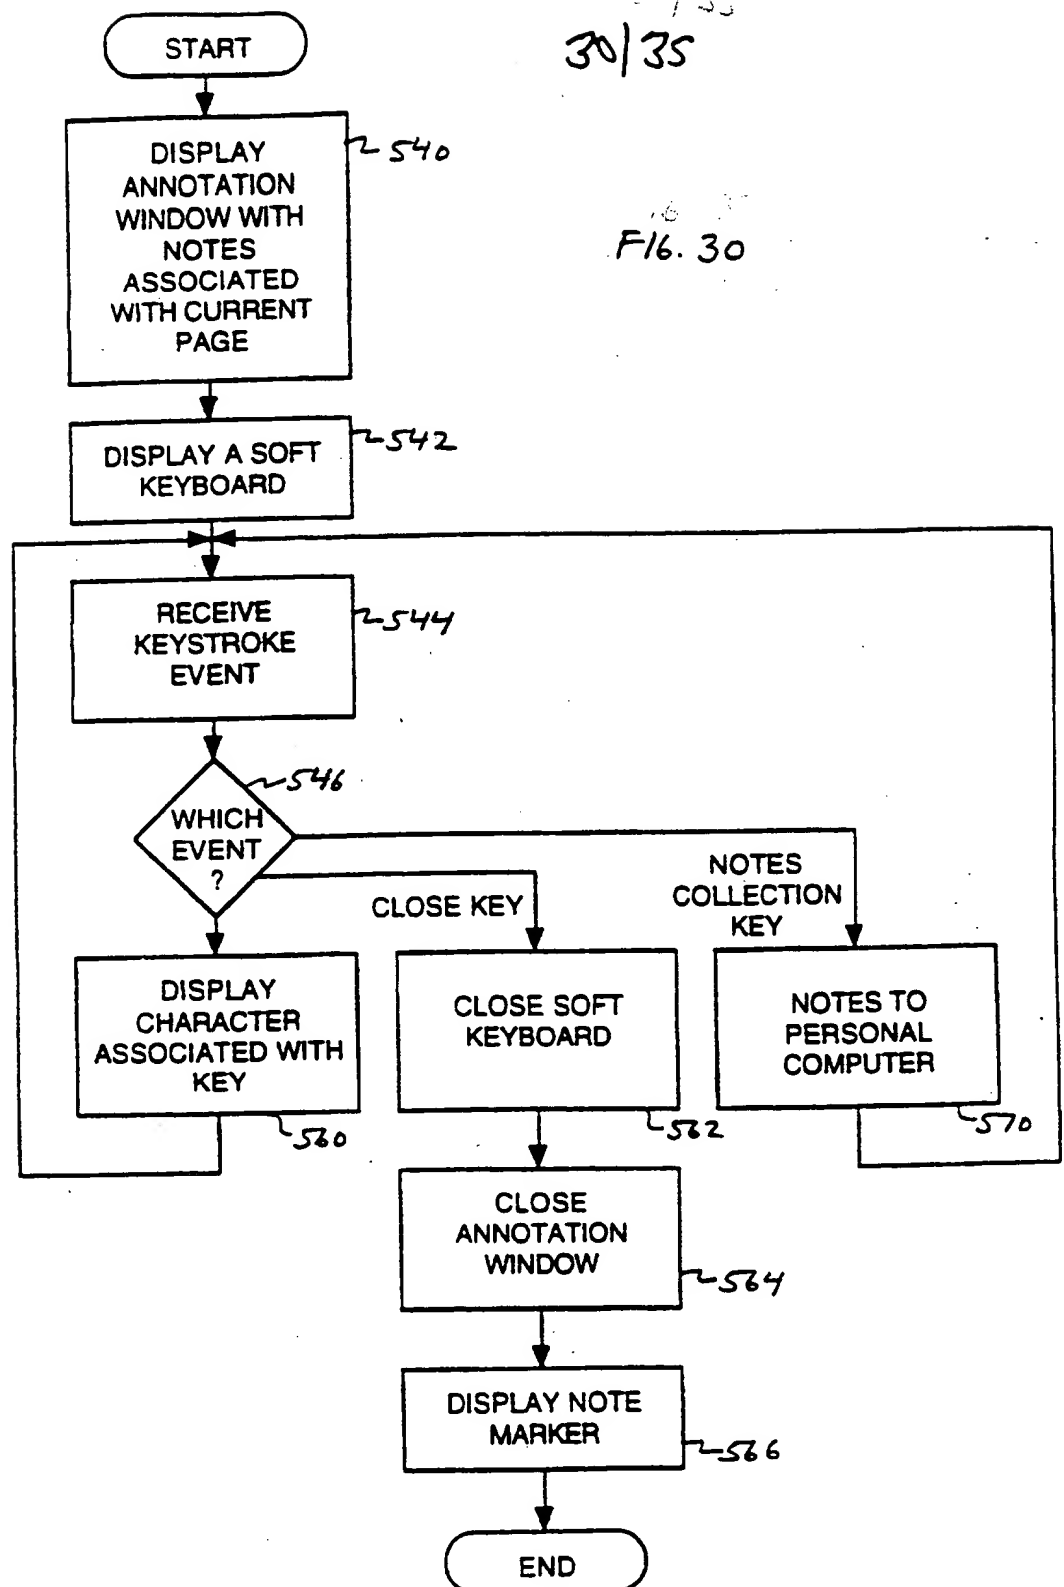 START
30/35
540
DISPLAY
ANNOTATION
WINDOW WITH
NOTES
ASSOCIATED
WITH CURRENT
PAGE
FIG. 30
542
DISPLAY A SOFT
KEYBOARD
544
RECEIVE
KEYSTROKE
EVENT
546
WHICH
EVENT
?
CLOSE KEY
NOTES
COLLECTION
KEY
DISPLAY
CHARACTER
ASSOCIATED WITH
KEY
560
CLOSE SOFT
KEYBOARD
562
NOTES TO
PERSONAL
COMPUTER
570
CLOSE
ANNOTATION
WINDOW
564
DISPLAY NOTE
MARKER
566
END